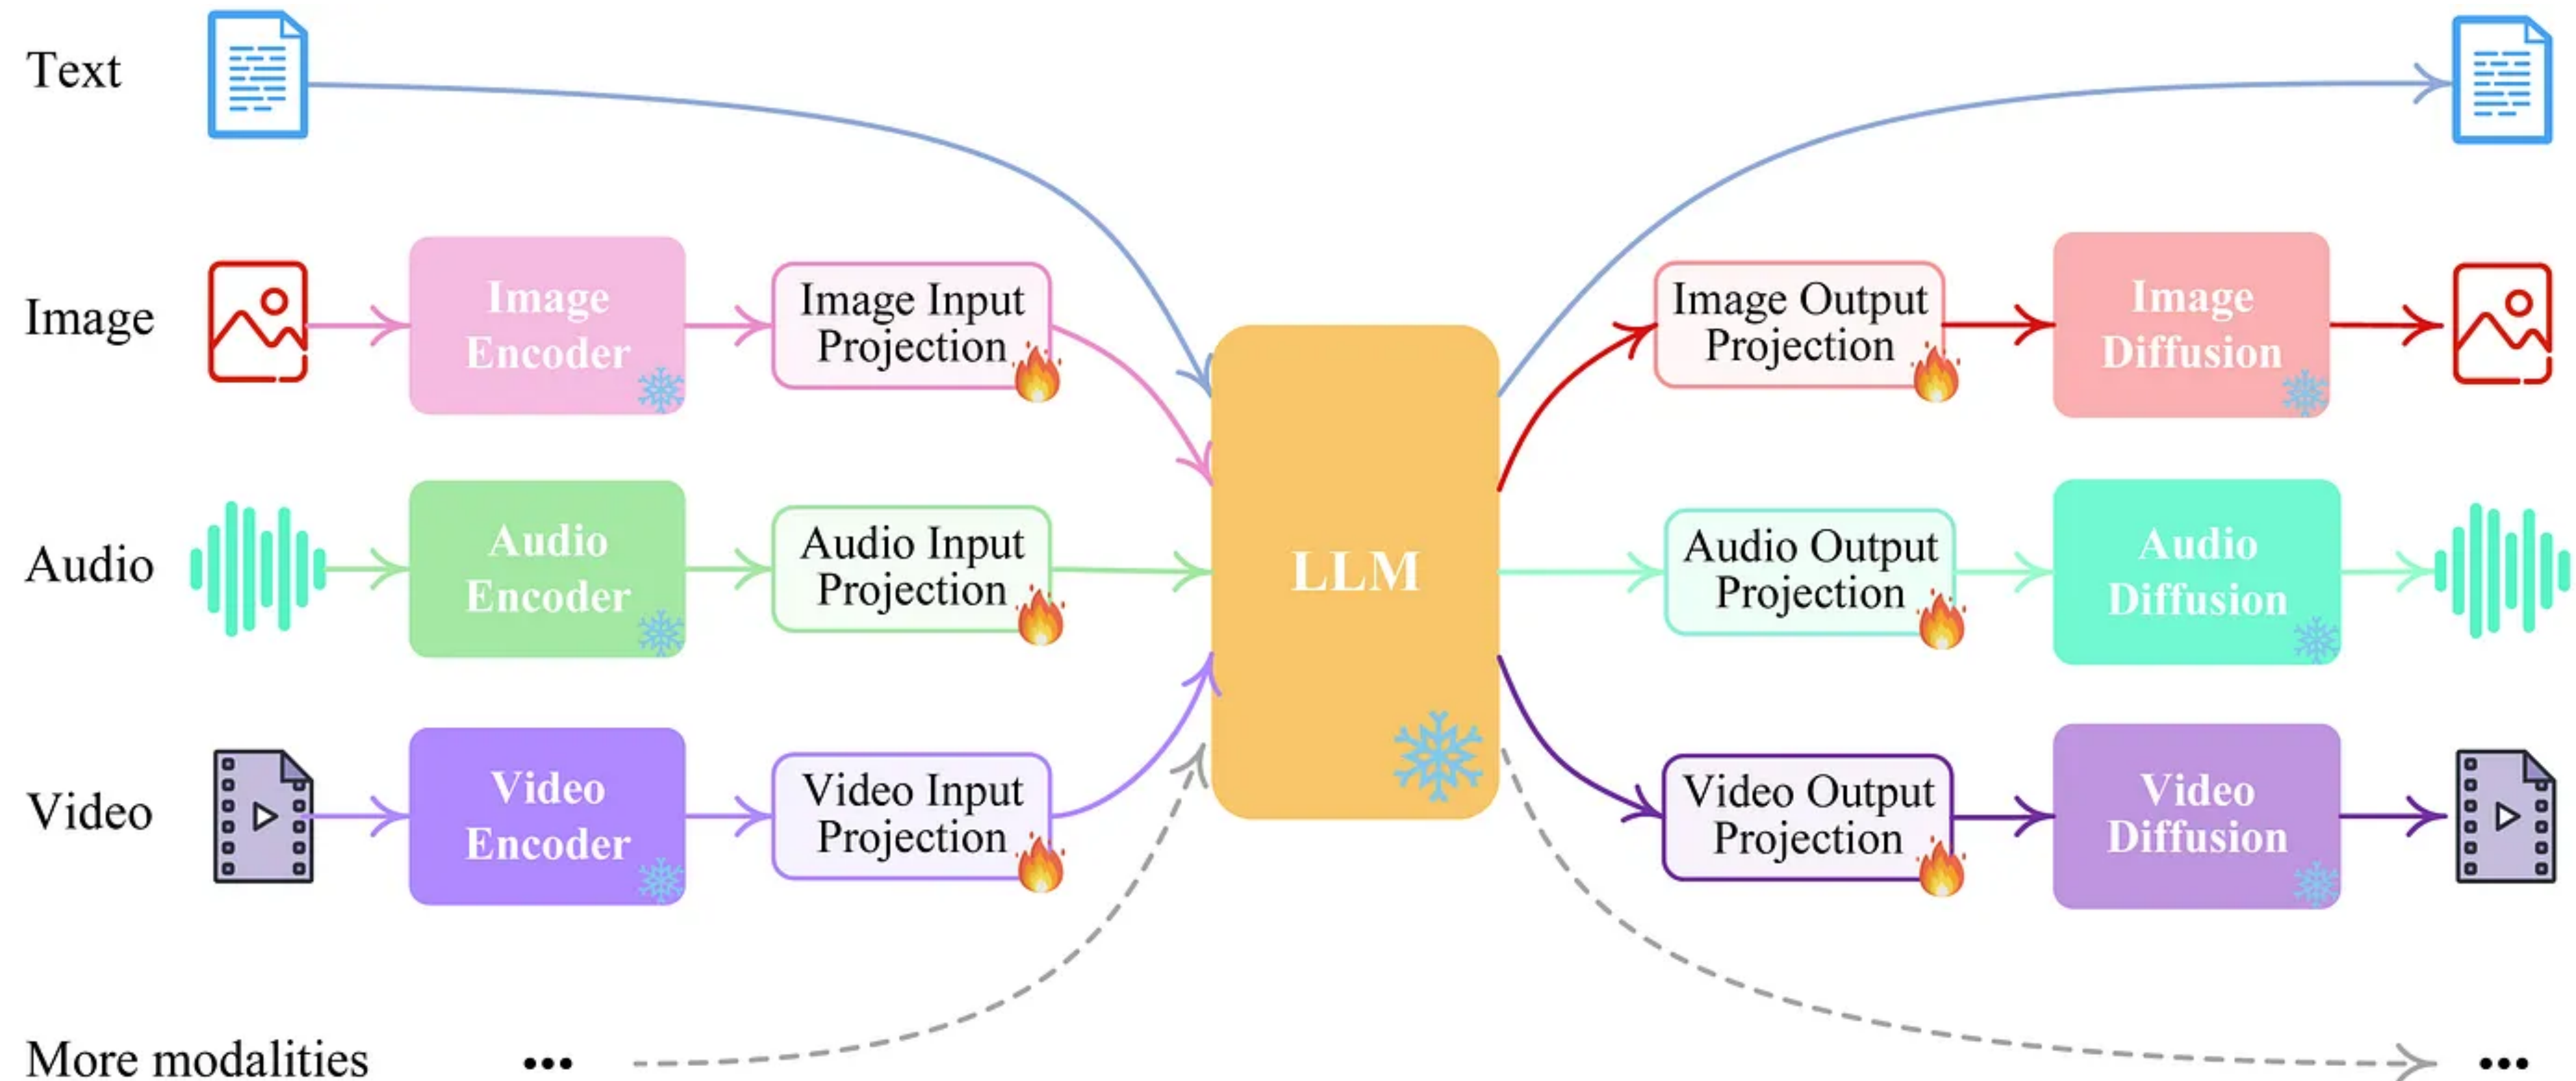 Text
Image
Image
Encoder
Image Input
Projection
Image Output
Projection
Image
Diffusion
Audio
Audio
Encoder
Audio Input
Projection
LLM
Audio Output
Projection
Audio
Diffusion
Video
Video
Encoder
Video Input
Projection
Video Output
Projection
Video
Diffusion
More modalities
...
...